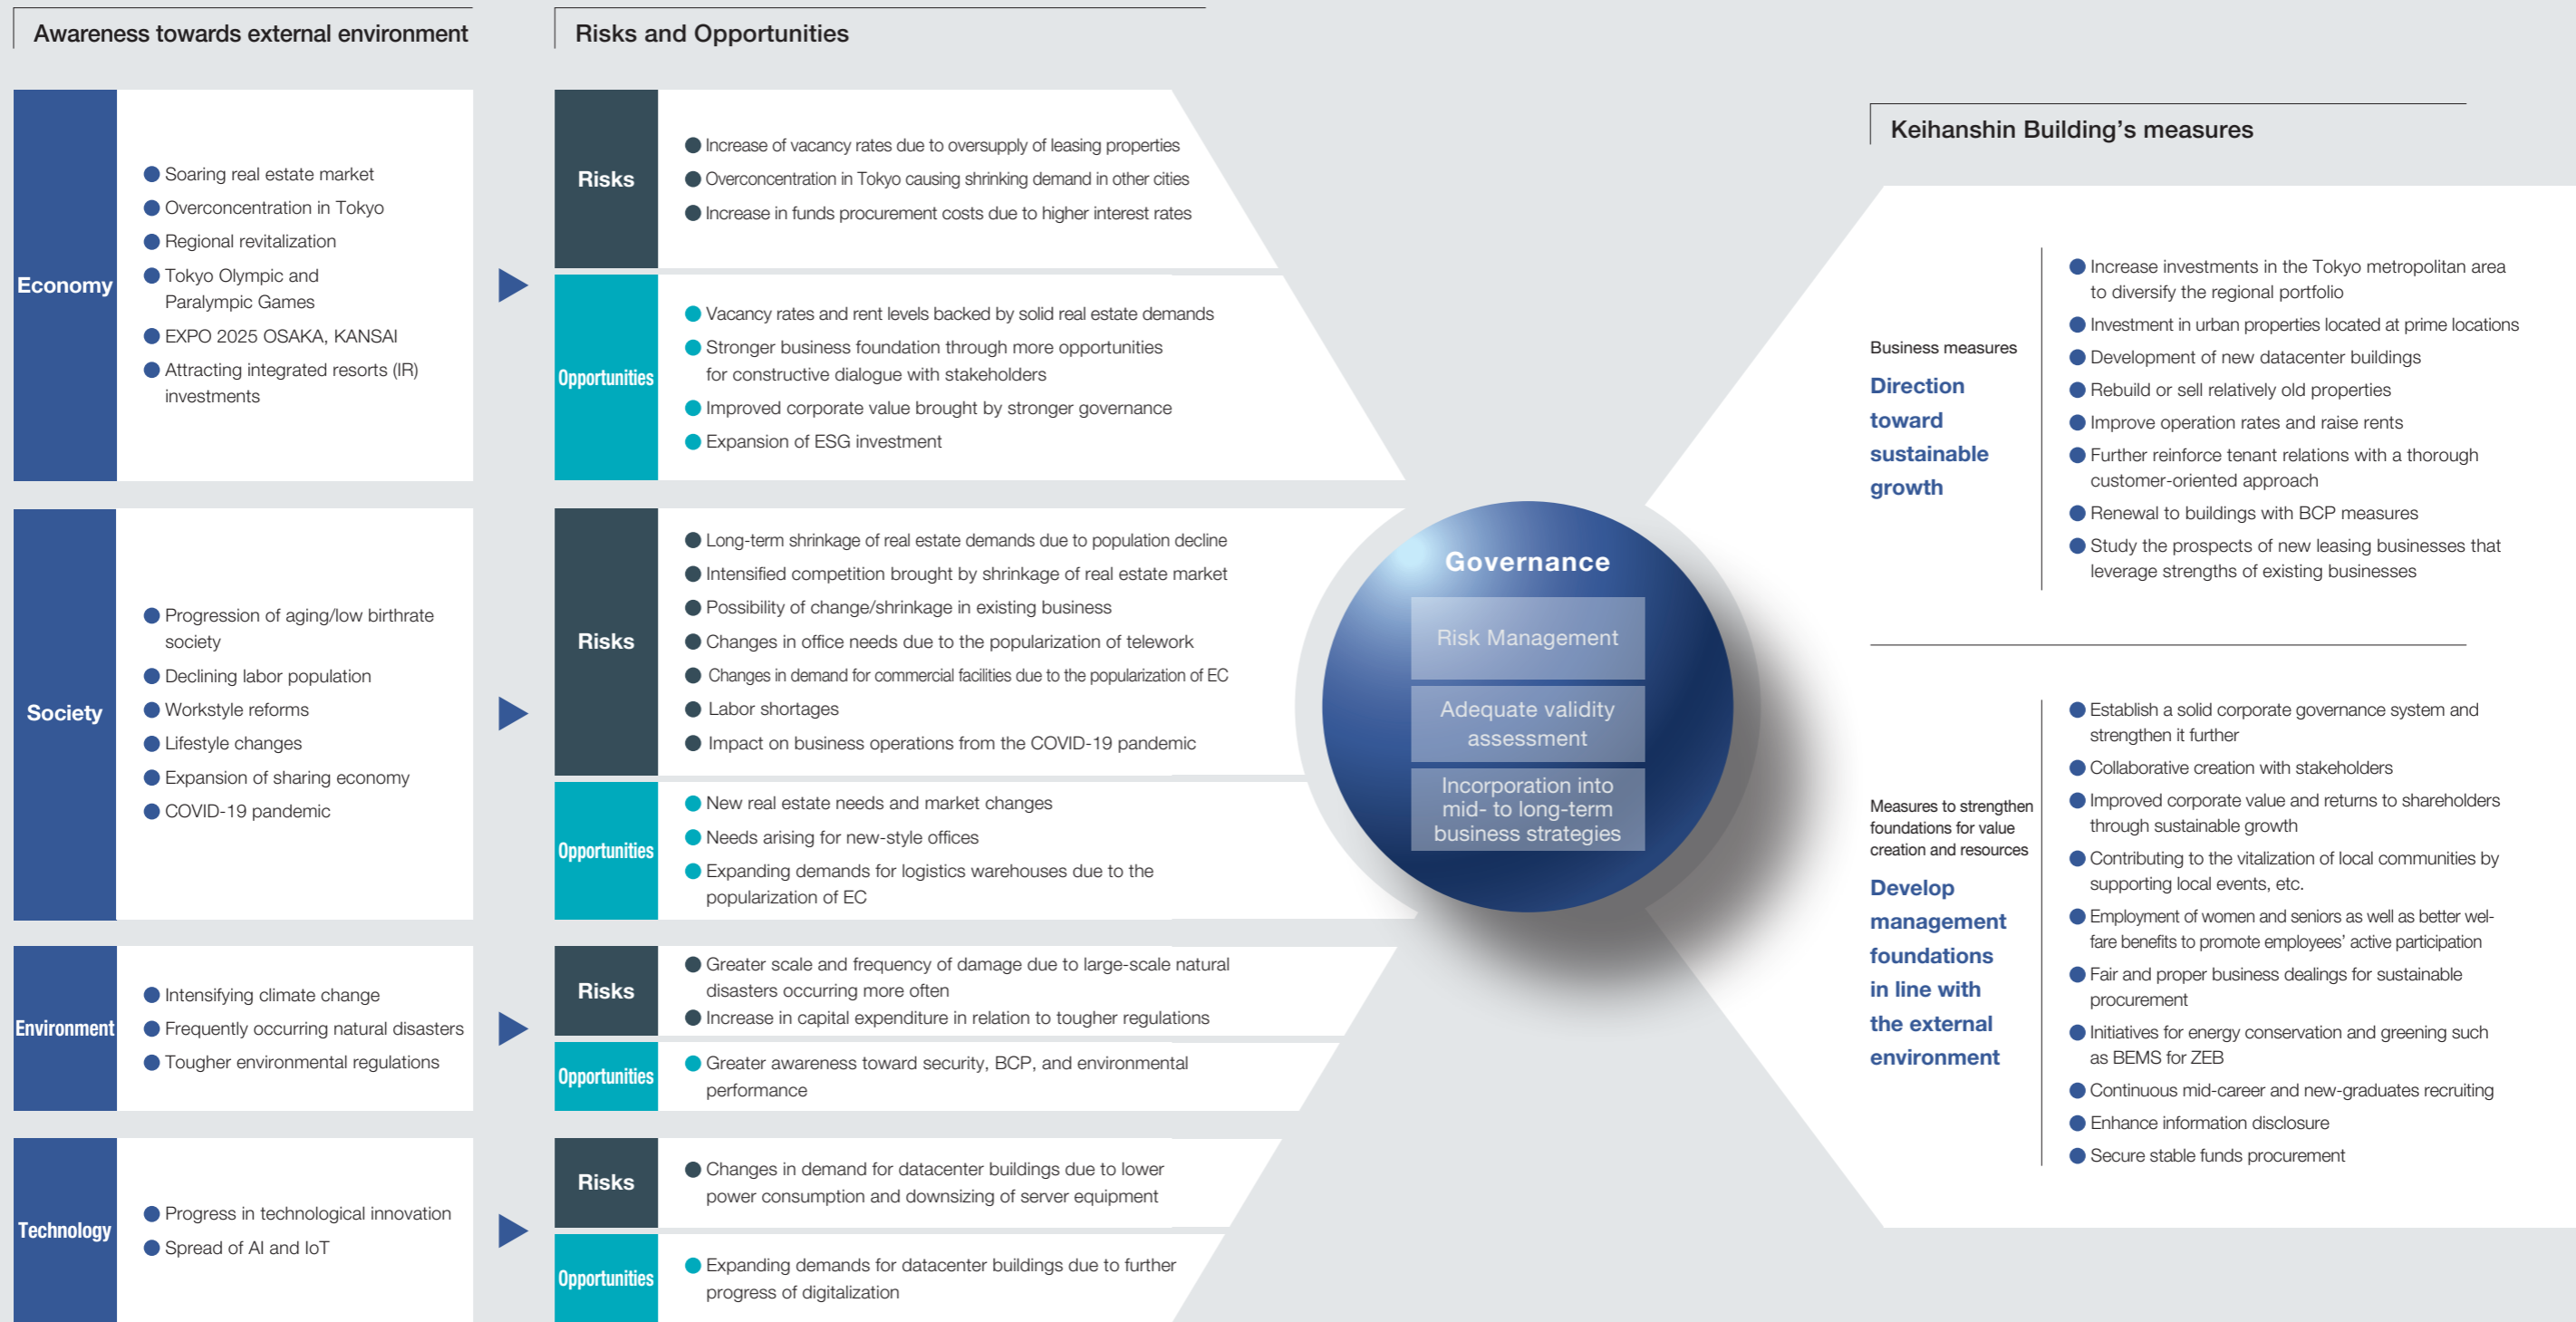 Awareness towards external environment
Risks and Opportunities
Economy
● Soaring real estate market
● Overconcentration in Tokyo
● Regional revitalization
● Tokyo Olympic and
Paralympic Games
● EXPO 2025 OSAKA, KANSAI
● Attracting integrated resorts (IR)
investments
Risks
● Increase of vacancy rates due to oversupply of leasing properties
● Overconcentration in Tokyo causing shrinking demand in other cities
● Increase in funds procurement costs due to higher interest rates
Opportunities
● Vacancy rates and rent levels backed by solid real estate demands
● Stronger business foundation through more opportunities
for constructive dialogue with stakeholders
● Improved corporate value brought by stronger governance
● Expansion of ESG investment
Society
● Progression of aging/low birthrate
society
● Declining labor population
● Workstyle reforms
● Lifestyle changes
● Expansion of sharing economy
● COVID-19 pandemic
Risks
● Long-term shrinkage of real estate demands due to population decline
● Intensified competition brought by shrinkage of real estate market
● Possibility of change/shrinkage in existing business
● Changes in office needs due to the popularization of telework
● Changes in demand for commercial facilities due to the popularization of EC
● Labor shortages
● Impact on business operations from the COVID-19 pandemic
Opportunities
● New real estate needs and market changes
● Needs arising for new-style offices
● Expanding demands for logistics warehouses due to the
popularization of EC
Environment
● Intensifying climate change
● Frequently occurring natural disasters
● Tougher environmental regulations
Risks
● Greater scale and frequency of damage due to large-scale natural
disasters occurring more often
● Increase in capital expenditure in relation to tougher regulations
Opportunities
● Greater awareness toward security, BCP, and environmental
performance
Technology
● Progress in technological innovation
● Spread of AI and IoT
Risks
● Changes in demand for datacenter buildings due to lower
power consumption and downsizing of server equipment
Opportunities
● Expanding demands for datacenter buildings due to further
progress of digitalization
Governance
Risk Management
Adequate validity
assessment
Incorporation into
mid- to long-term
business strategies
Keihanshin Building's measures
Business measures
Direction
toward
sustainable
growth
● Increase investments in the Tokyo metropolitan area
to diversify the regional portfolio
● Investment in urban properties located at prime locations
● Development of new datacenter buildings
● Rebuild or sell relatively old properties
● Improve operation rates and raise rents
● Further reinforce tenant relations with a thorough
customer-oriented approach
● Renewal to buildings with BCP measures
● Study the prospects of new leasing businesses that
leverage strengths of existing businesses
Measures to strengthen
foundations for value
creation and resources
Develop
management
foundations
in line with
the external
environment
● Establish a solid corporate governance system and
strengthen it further
● Collaborative creation with stakeholders
● Improved corporate value and returns to shareholders
through sustainable growth
● Contributing to the vitalization of local communities by
supporting local events, etc.
● Employment of women and seniors as well as better wel-
fare benefits to promote employees' active participation
● Fair and proper business dealings for sustainable
procurement
● Initiatives for energy conservation and greening such
as BEMS for ZEB
● Continuous mid-career and new-graduates recruiting
● Enhance information disclosure
● Secure stable funds procurement